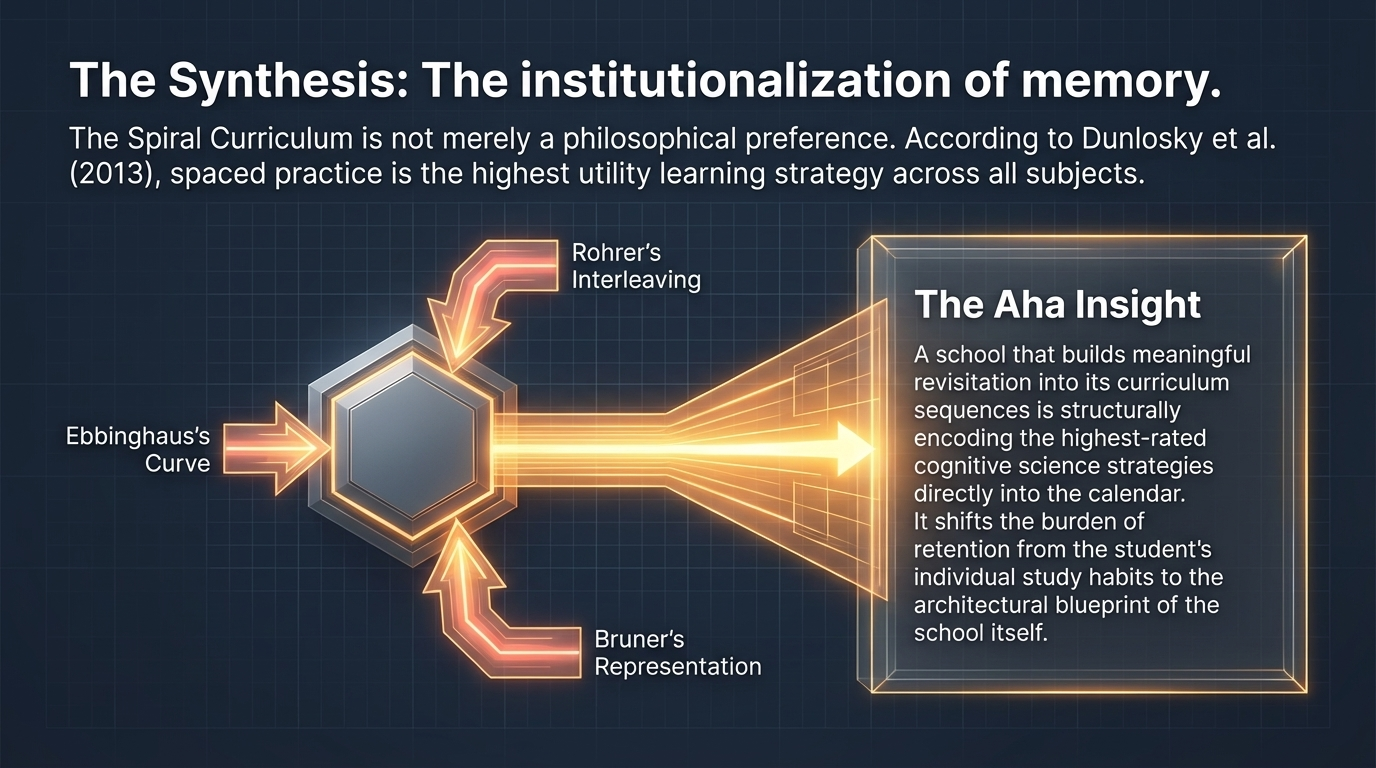 The Synthesis: The institutionalization of memory.
The Spiral Curriculum is not merely a philosophical preference. According to Dunlosky et al.
(2013), spaced practice is the highest utility learning strategy across all subjects.
Rohrer’s
Interleaving
Ebbinghaus’s
Curve
Bruner’s
Representation
The Aha Insight
A school that builds meaningful
revisitation into its curriculum
sequences is structurally
encoding the highest-rated
cognitive science strategies
directly into the calendar.
It shifts the burden of
retention from the student's
individual study habits to the
architectural blueprint of the
school itself.